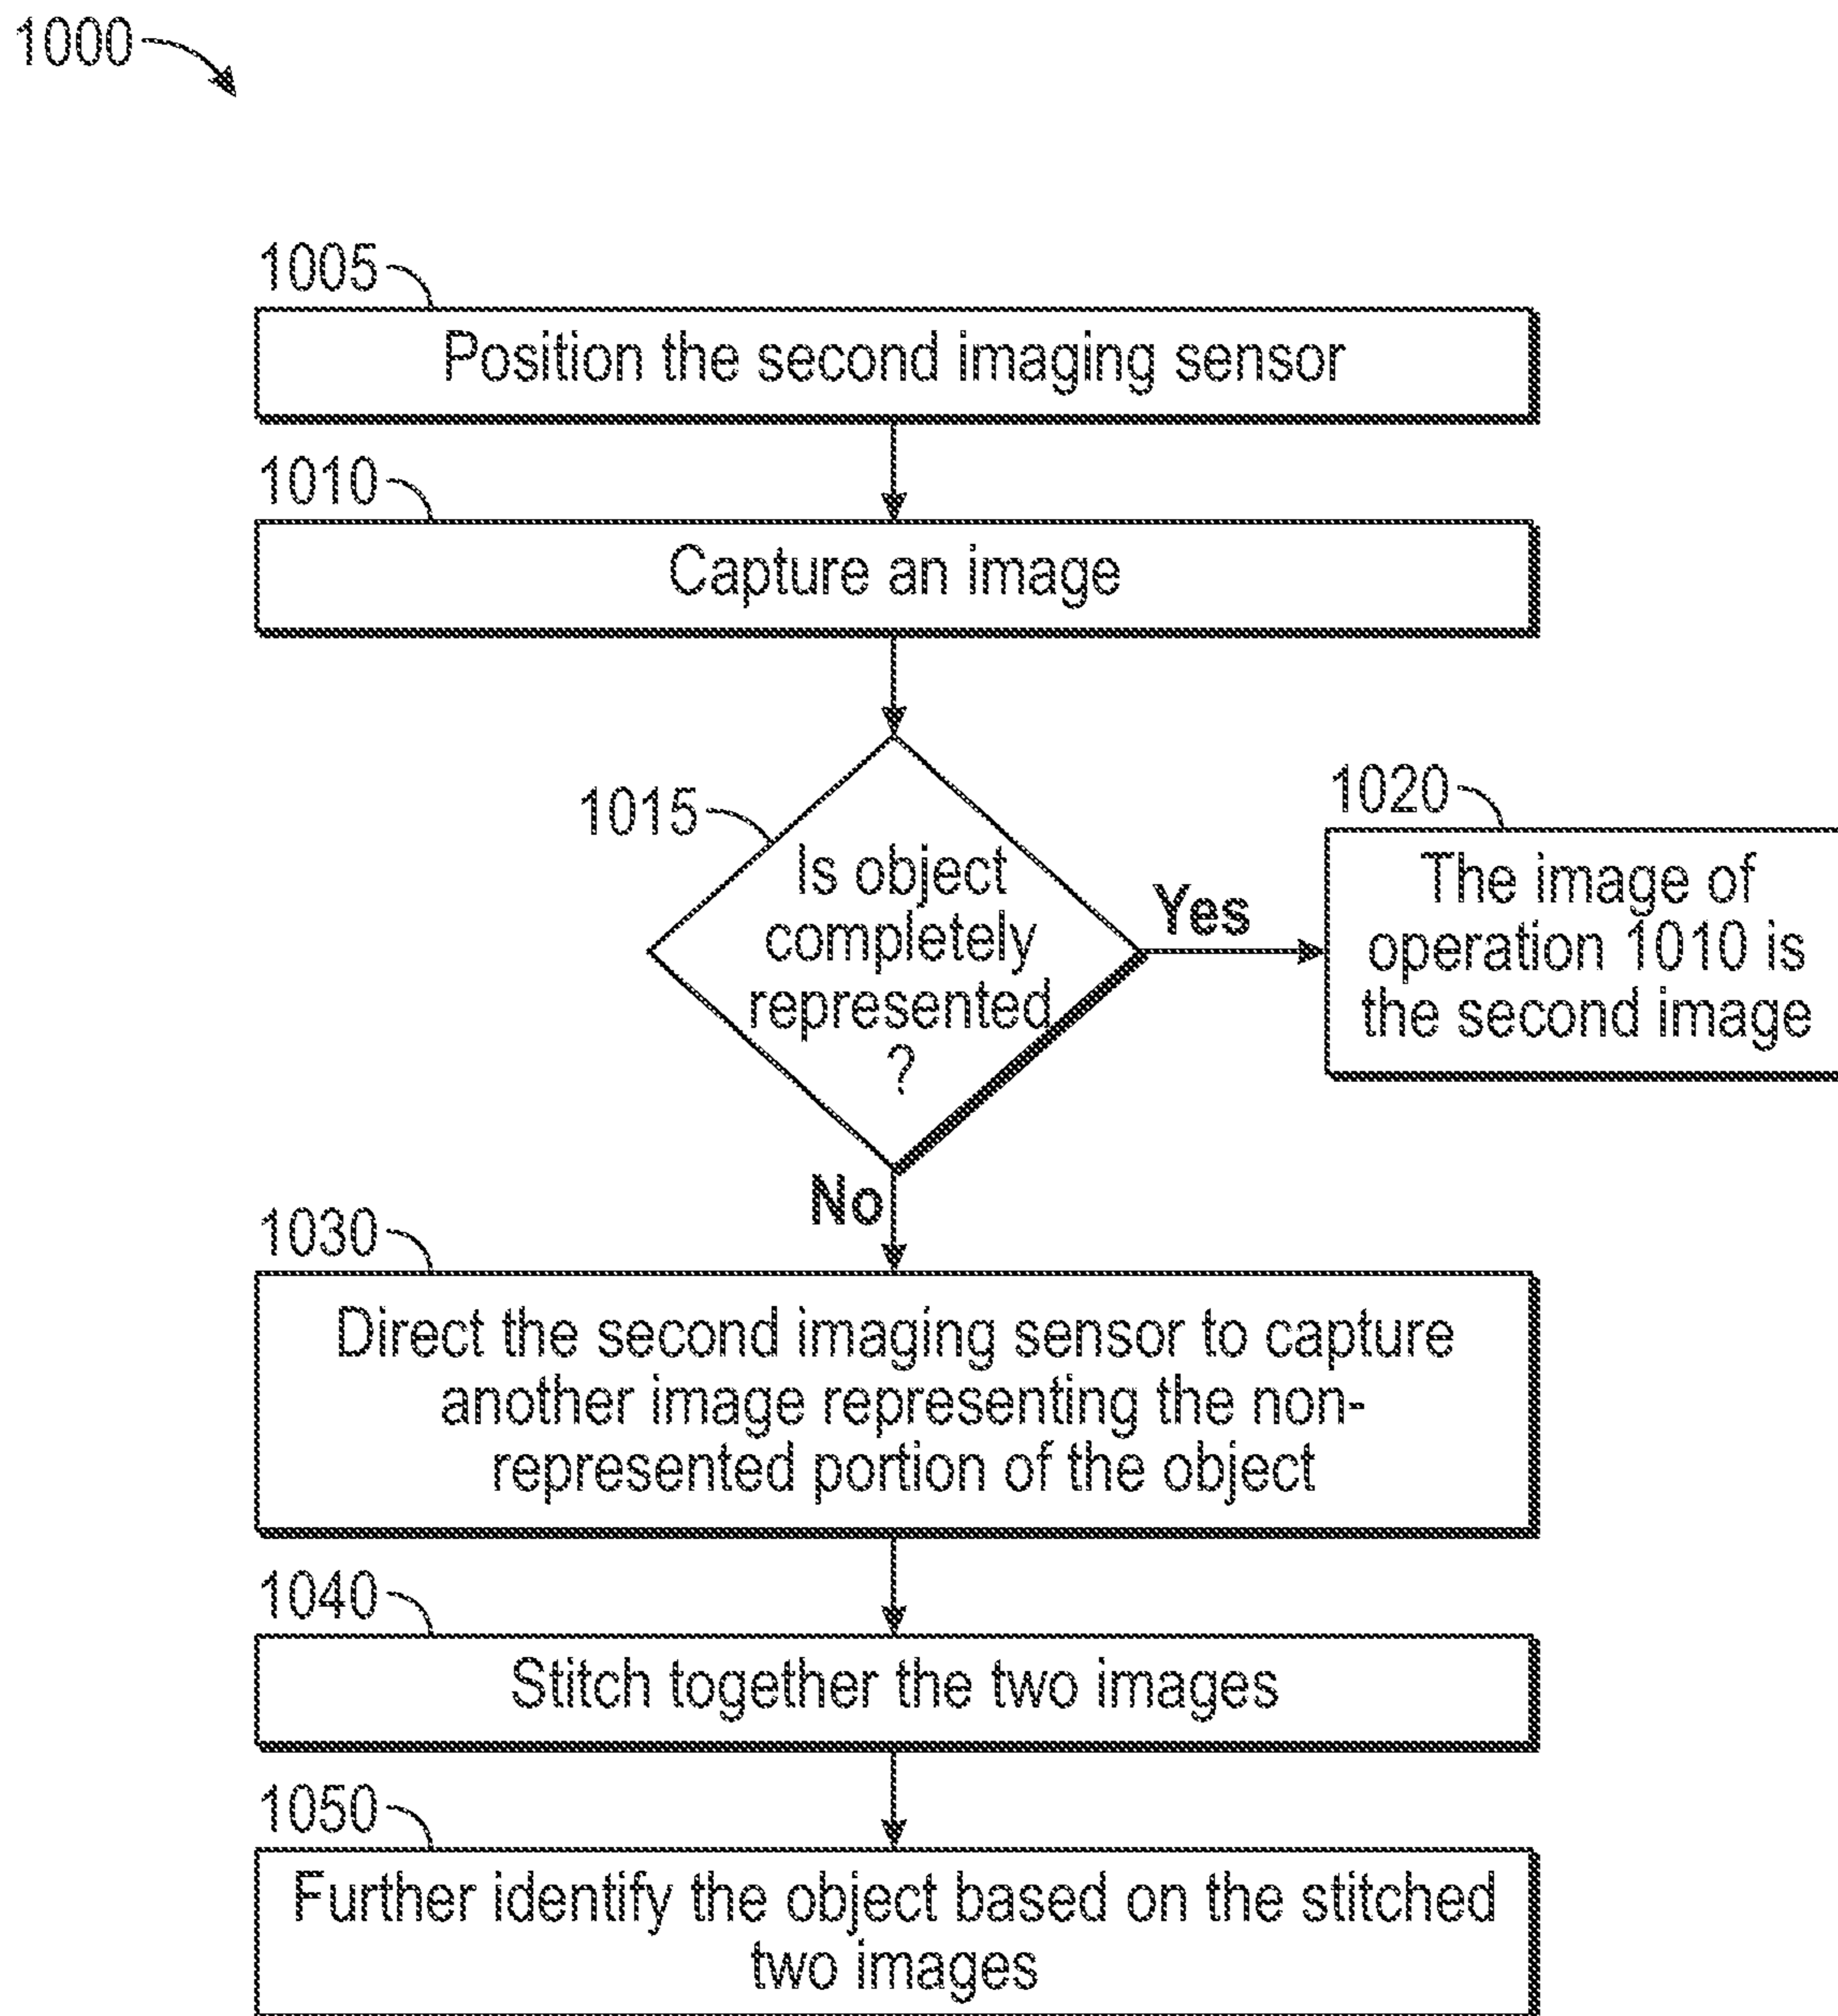 1000
1005
Position the second imaging sensor
1010
Capture an image
1015
Is object
completely
represented
?
Yes
1020
The image of
operation 1010 is
the second image
No
1030
Direct the second imaging sensor to capture
another image representing the non-
represented portion of the object
1040
Stitch together the two images
1050
Further identify the object based on the stitched
two images